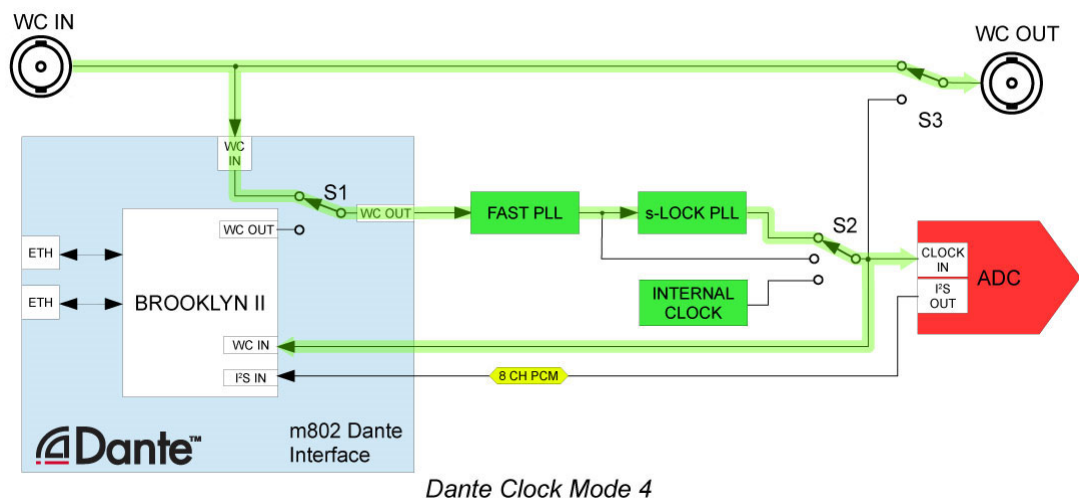 WC IN
WC OUT
S3
WC
IN
S1
WC OUT
FAST PLL
s-LOCK PLL
S2
WC OUT
ETH
ETH
BROOKLYN II
CLOCK
IN
ADC
I²S
OUT
INTERNAL
CLOCK
WC IN
I²S IN
8 CH PCM
Dante™
m802 Dante
Interface
Dante Clock Mode 4